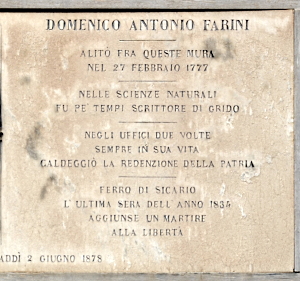 DOMENICO ANTONIO FARINI
ALITÒ FRA QUESTE MURA
NEL 27 FEBBRAIO 1777
NELLE SCIENZE NATURALI
FU PE' TEMPI SCRITTORE DI GRIDO
NEGLI UFFICI DUE VOLTE
SEMPRE IN SUA VITA
CALDEGGIÒ LA REDENZIONE DELLA PATRIA
FERRO DI SICARIO
L'ULTIMA SERA DELL'ANNO 1834
AGGIUNSE UN MARTIRE
ALLA LIBERTÀ
ADDÌ 2 GIUGNO 1878